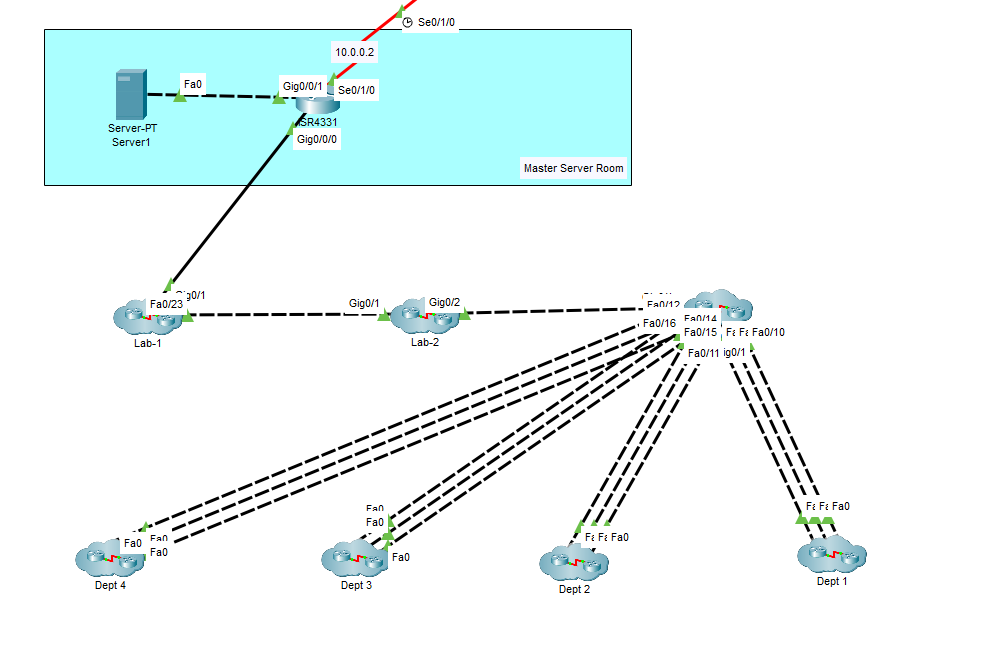 Se0/1/0
10.0.0.2
Fa0
Gig0/0/1
Se0/1/0
SR4331
Gig0/0/0
Server-PT
Server1
Master Server Room
Gig0/1
Fa0/23
Lab-1
Gig0/1
Gig0/2
Lab-2
Fa0/12
Fa0/16
Fa0/14
Fa0/15
Fa0/10
Fa0/11
ig0/1
Fa0
Fa0
Fa0
Fa0
Fa0
Fa0
Dept 4
Dept 3
Fa0
Dept 2
Fa0
Dept 1